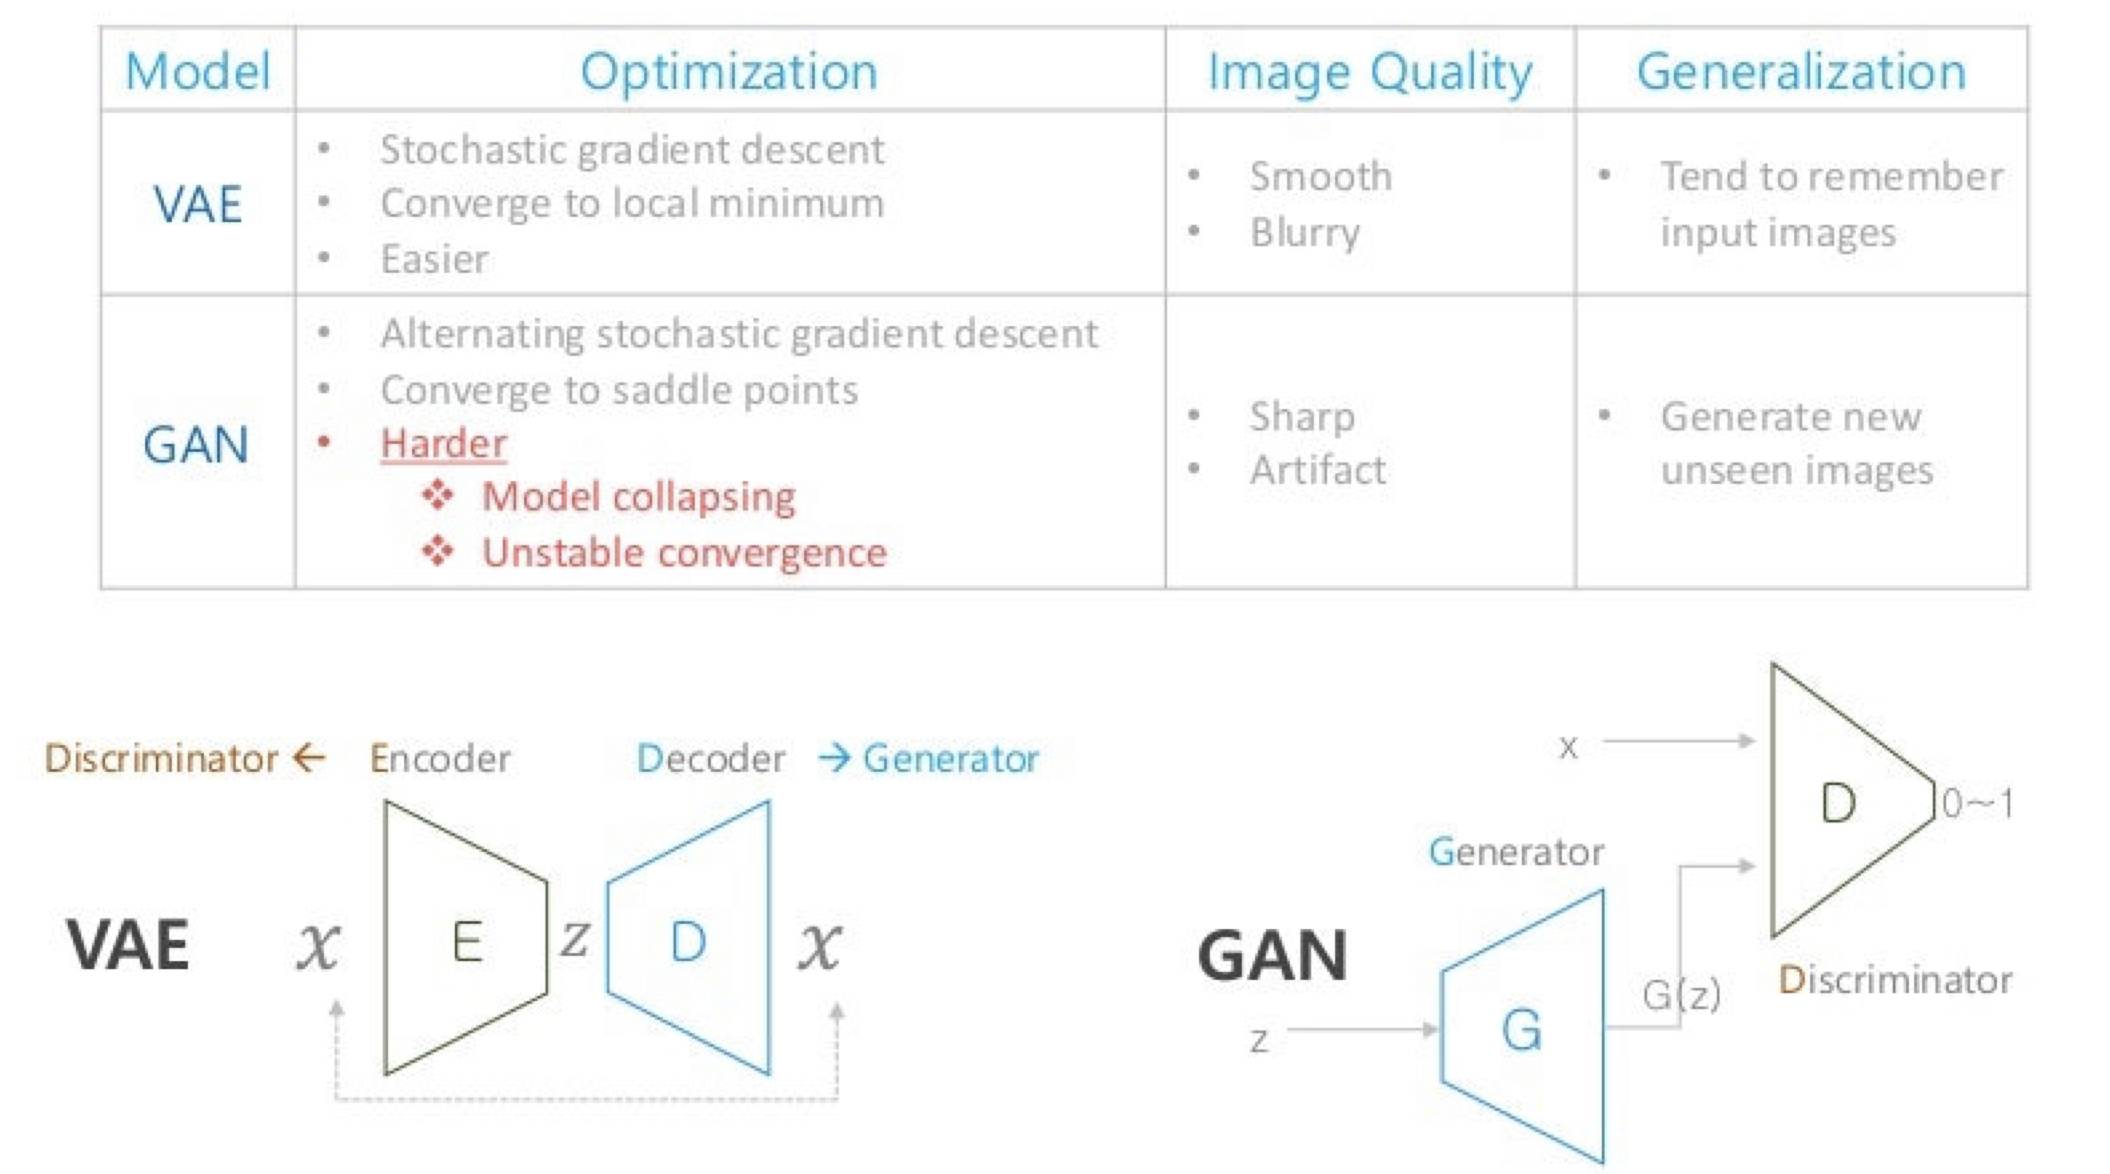 Model Optimization Image Quality Generalization
VAE
• Stochastic gradient descent
• Converge to local minimum
• Easier
• Smooth
• Blurry
• Tend to remember
input images
GAN
• Alternating stochastic gradient descent
• Converge to saddle points
• Harder
❖ Model collapsing
❖ Unstable convergence
• Sharp
• Artifact
• Generate new
unseen images
Discriminator ← Encoder Decoder → Generator
VAE x E z D x
GAN
x
D
0~1
Generator
G
z
G(z)
Discriminator